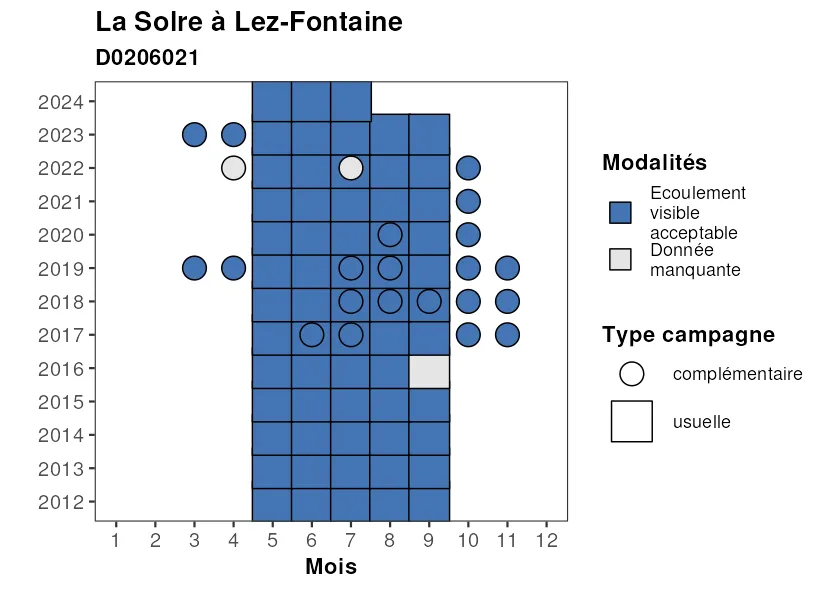 La Solre à Lez-Fontaine
D0206021
2024
2023
2022
2021
2020
2019
2018
2017
2016
2015
2014
2013
2012
1 2 3 4 5 6 7 8 9 10 11 12
Mois
Modalités
Ecoulement
visible
acceptable
Donnée
manquante
Type campagne
complémentaire
usuelle